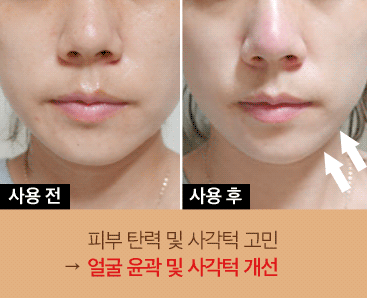 사용 전
사용 후
피부 탄력 및 사각턱 고민
→ 얼굴 윤곽 및 사각턱 개선